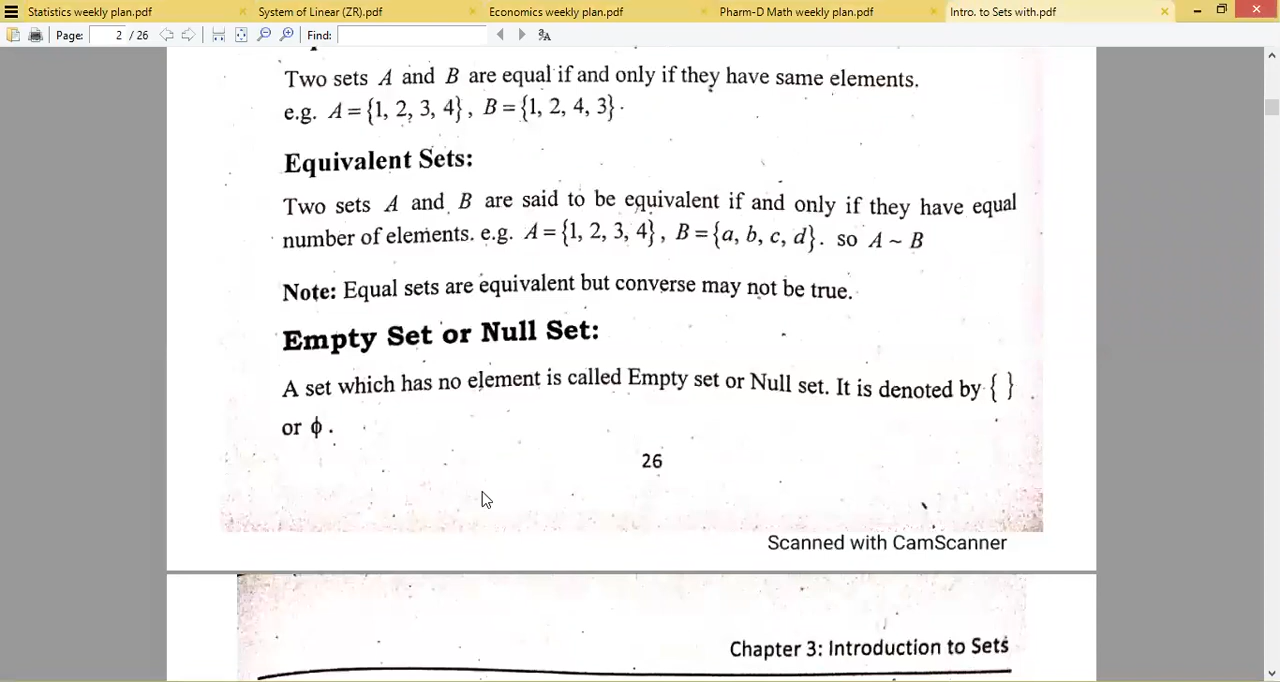 Statistics weekly plan.pdf System of Linear (ZR).pdf Economics weekly plan.pdf Pharm-D Math weekly plan.pdf Intro. to Sets with.pdf
Page: 2 / 26 Find:
Two sets A and B are equal if and only if they have same elements.
e.g. A = {1, 2, 3, 4}, B = {1, 2, 4, 3}.
Equivalent Sets:
Two sets A and B are said to be equivalent if and only if they have equal
number of elements. e.g. A = {1, 2, 3, 4}, B = {a, b, c, d}. so A ~ B
Note: Equal sets are equivalent but converse may not be true.
Empty Set or Null Set:
A set which has no element is called Empty set or Null set. It is denoted by { }
or ϕ.
26
Scanned with CamScanner
Chapter 3: Introduction to Sets